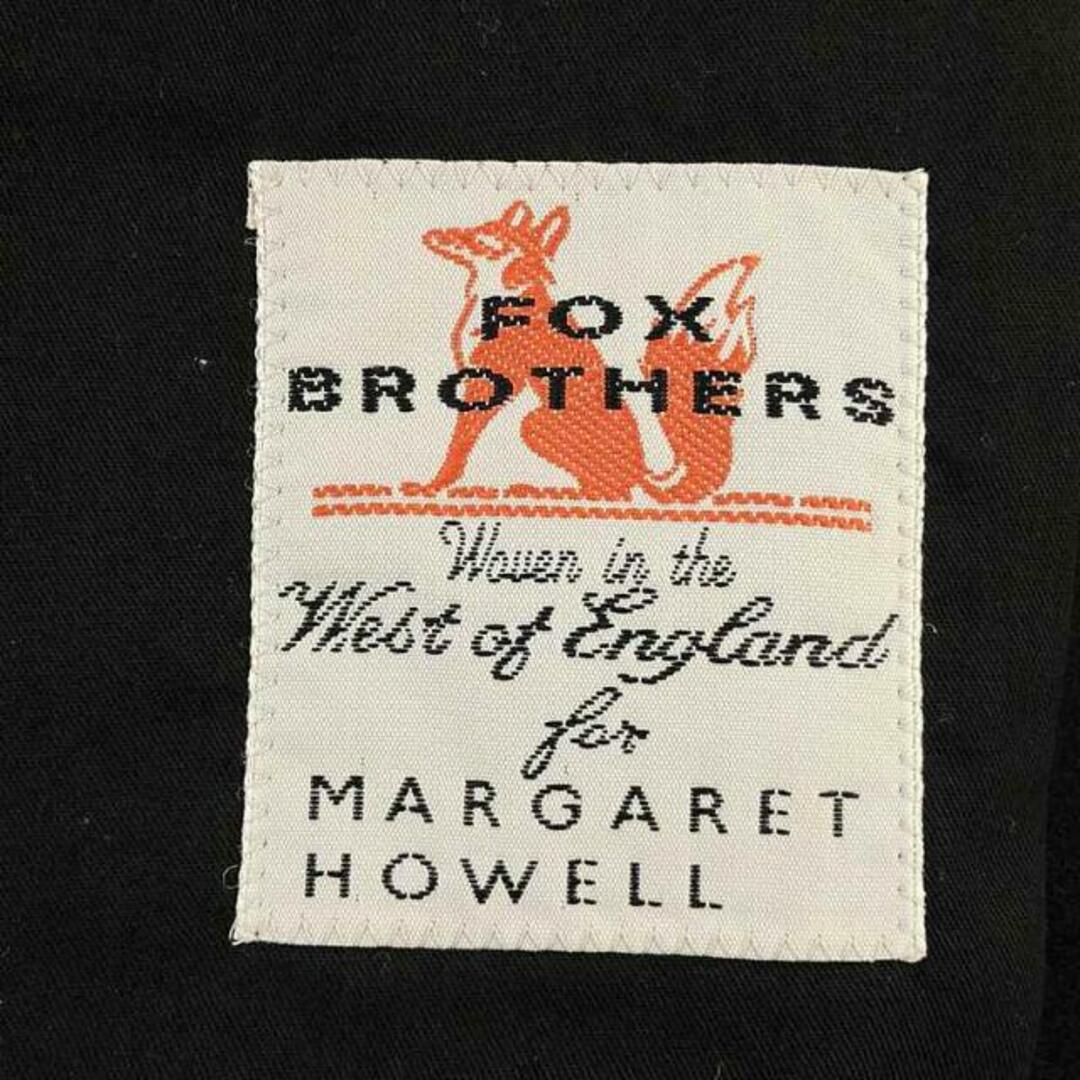 FOX
BROTHERS
Woven in the
West of England
for
MARGARET
HOWELL